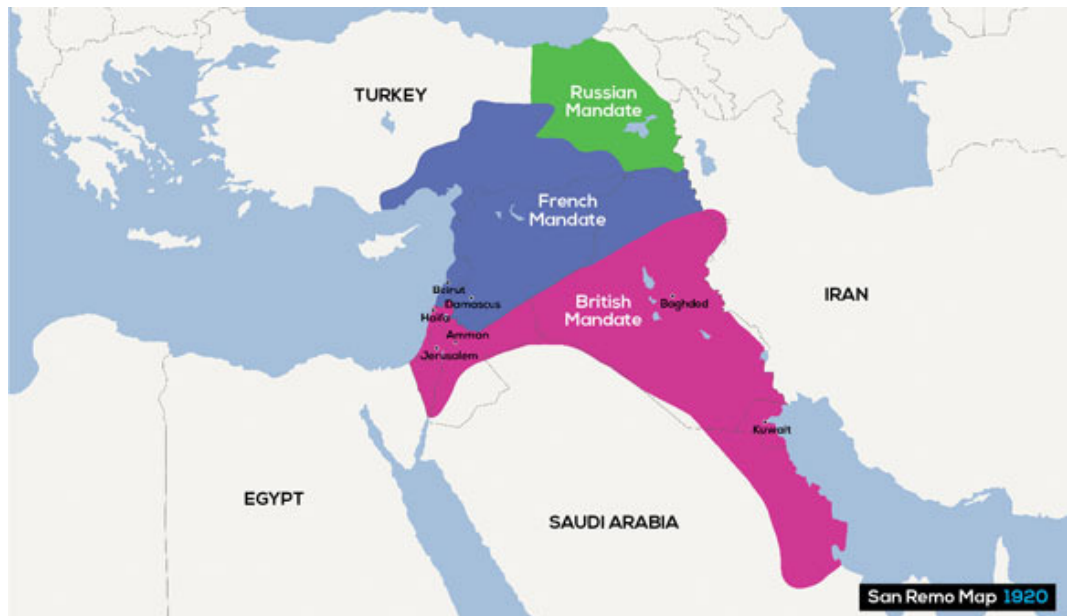 TURKEY
Russian
Mandate
French
Mandate
Beirut
Damascus
Haifa
Amman
Jerusalem
British
Mandate
Baghdad
IRAN
Kuwait
EGYPT
SAUDI ARABIA
San Remo Map 1920